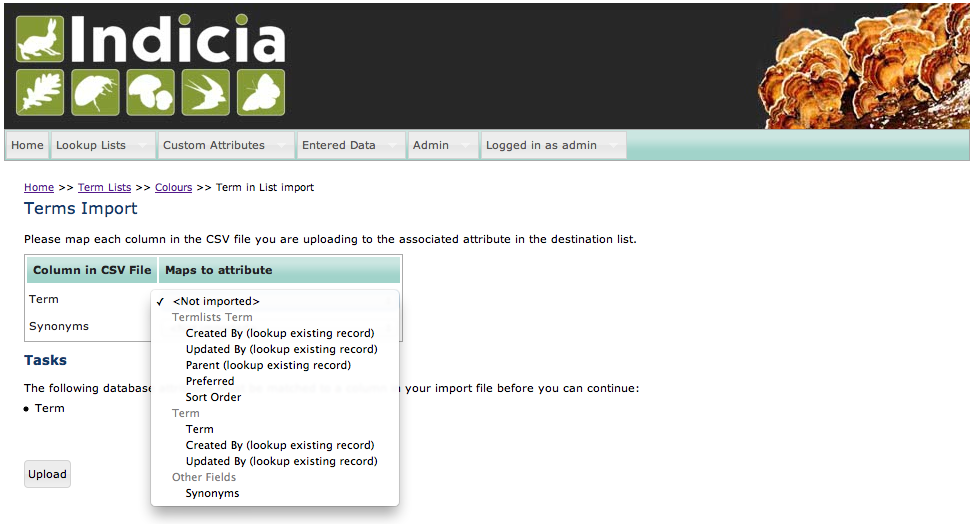 Indicia
Home Lookup Lists Custom Attributes Entered Data Admin Logged in as admin
Home >> Term Lists >> Colours >> Term in List import
Terms Import
Please map each column in the CSV file you are uploading to the associated attribute in the destination list.
Column in CSV File Maps to attribute
Term ✓ <Not imported>
Termlists Term
Created By (lookup existing record)
Synonyms
Updated By (lookup existing record)
Parent (lookup existing record)
Tasks
Preferred
The following database your import file before you can continue:
Sort Order
• Term
Term
Term
Created By (lookup existing record)
Updated By (lookup existing record)
Upload
Other Fields
Synonyms